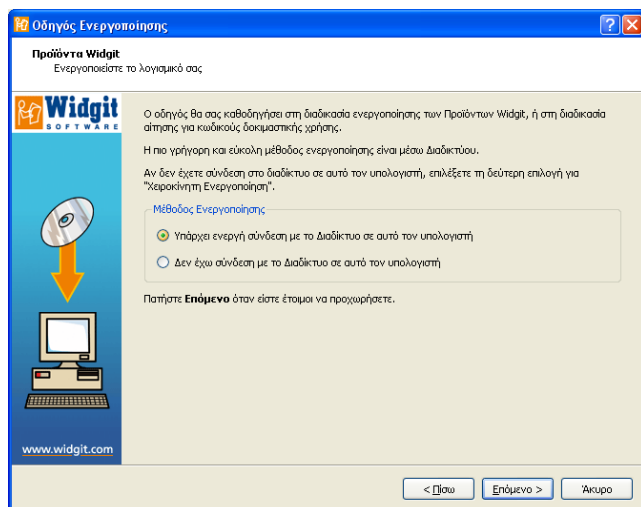 Οδηγός Ενεργοποίησης
Προϊόντα Widgit
Ενεργοποιείστε το λογισμικό σας
Widgit
SOFTWARE
Ο οδηγός θα σας καθοδηγήσει στη διαδικασία ενεργοποίησης των Προϊόντων Widgit, ή στη διαδικασία
αίτησης για κωδικούς δοκιμαστικής χρήσης.
Η πιο γρήγορη και εύκολη μέθοδος ενεργοποίησης είναι μέσω Διαδικτύου.
Αν δεν έχετε σύνδεση στο διαδίκτυο σε αυτό τον υπολογιστή, επιλέξετε τη δεύτερη επιλογή για
"Χειροκίνητη Ενεργοποίηση".
Μέθοδος Ενεργοποίησης
Υπάρχει ενεργή σύνδεση με το Διαδίκτυο σε αυτό τον υπολογιστή
Δεν έχω σύνδεση με το Διαδίκτυο σε αυτό τον υπολογιστή
Πατήστε Επόμενο όταν είστε έτοιμοι να προχωρήσετε.
www.widgit.com
< Πίσω Επόμενο > Άκυρο